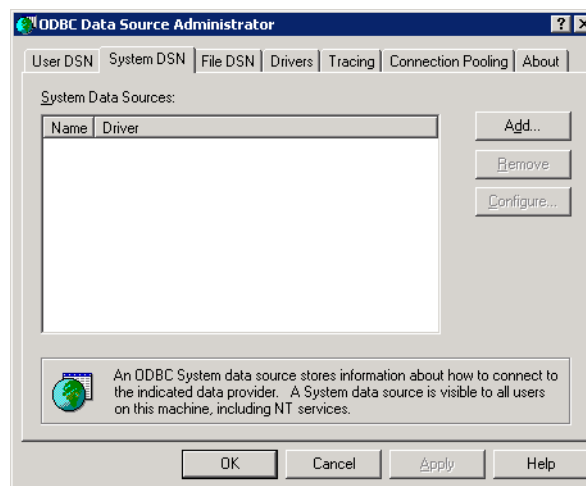 ODBC Data Source Administrator
User DSN System DSN File DSN Drivers Tracing Connection Pooling About
System Data Sources:
Name Driver
Add...
Remove
Configure...
An ODBC System data source stores information about how to connect to
the indicated data provider. A System data source is visible to all users
on this machine, including NT services.
OK Cancel Apply Help